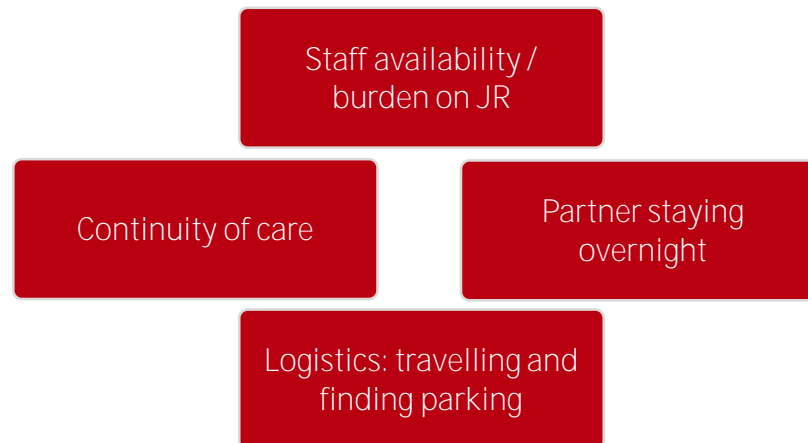 Staff availability /
burden on JR
Continuity of care
Partner staying
overnight
Logistics: travelling and
finding parking